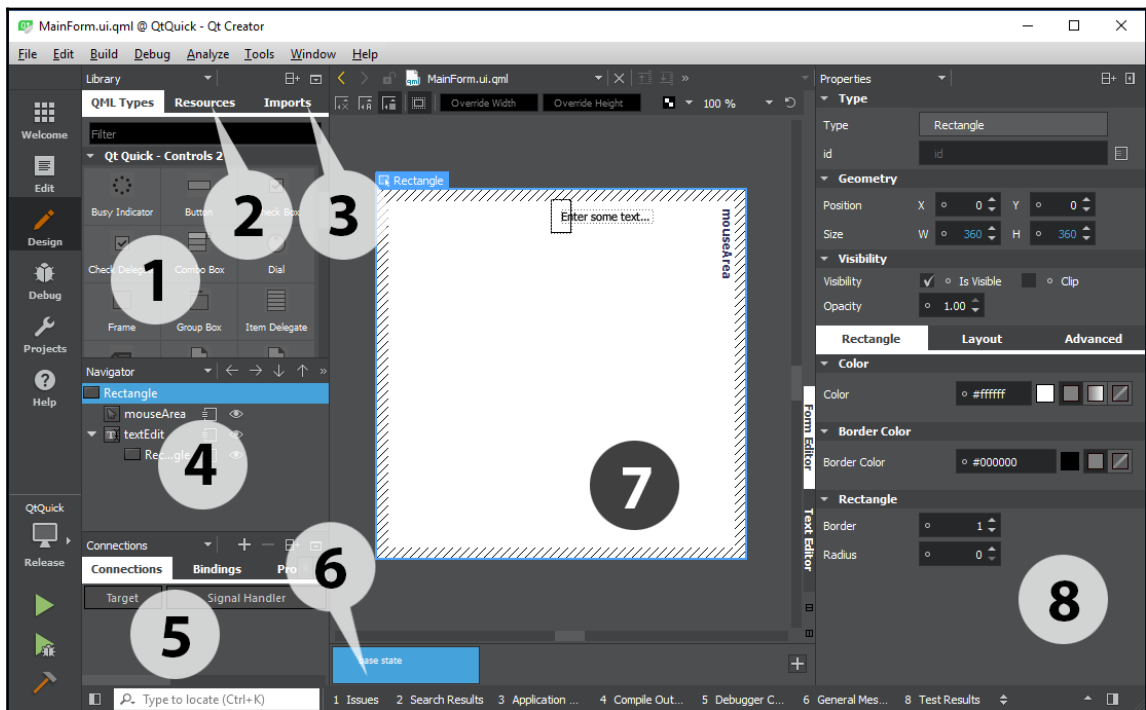 MainForm.ui.qml @ QtQuick - Qt Creator
File Edit Build Debug Analyze Tools Window Help
Library
QML Types Resources Imports
Filter
Qt Quick - Controls 2
Busy Indicator Button Check Box
Check Combo Box Dial
Frame Group Box Item Delegate
1
2
3
Welcome
Edit
Design
Debug
Projects
Help
QtQuick
Release
Navigator
Rectangle
mouseArea
textEdit
Rec...gle
4
Connections
Connections Bindings
Target Signal Handler
5
6
Type to locate (Ctrl+K)
MainForm.ui.qml
Override Width Override Height 100 %
Rectangle
Enter some text...
mouseArea
7
Form Editor
Text Editor
base state
1 Issues 2 Search Results 3 Application ... 4 Compile Out... 5 Debugger C... 6 General Mes... 8 Test Results
Properties
Type
Type Rectangle
id id
Geometry
Position X 0 Y 0
Size W 360 H 360
Visibility
Visibility Is Visible Clip
Opacity 1.00
Rectangle Layout Advanced
Color
Color #ffffff
Border Color
Border Color #000000
Rectangle
Border 1
Radius 0
8